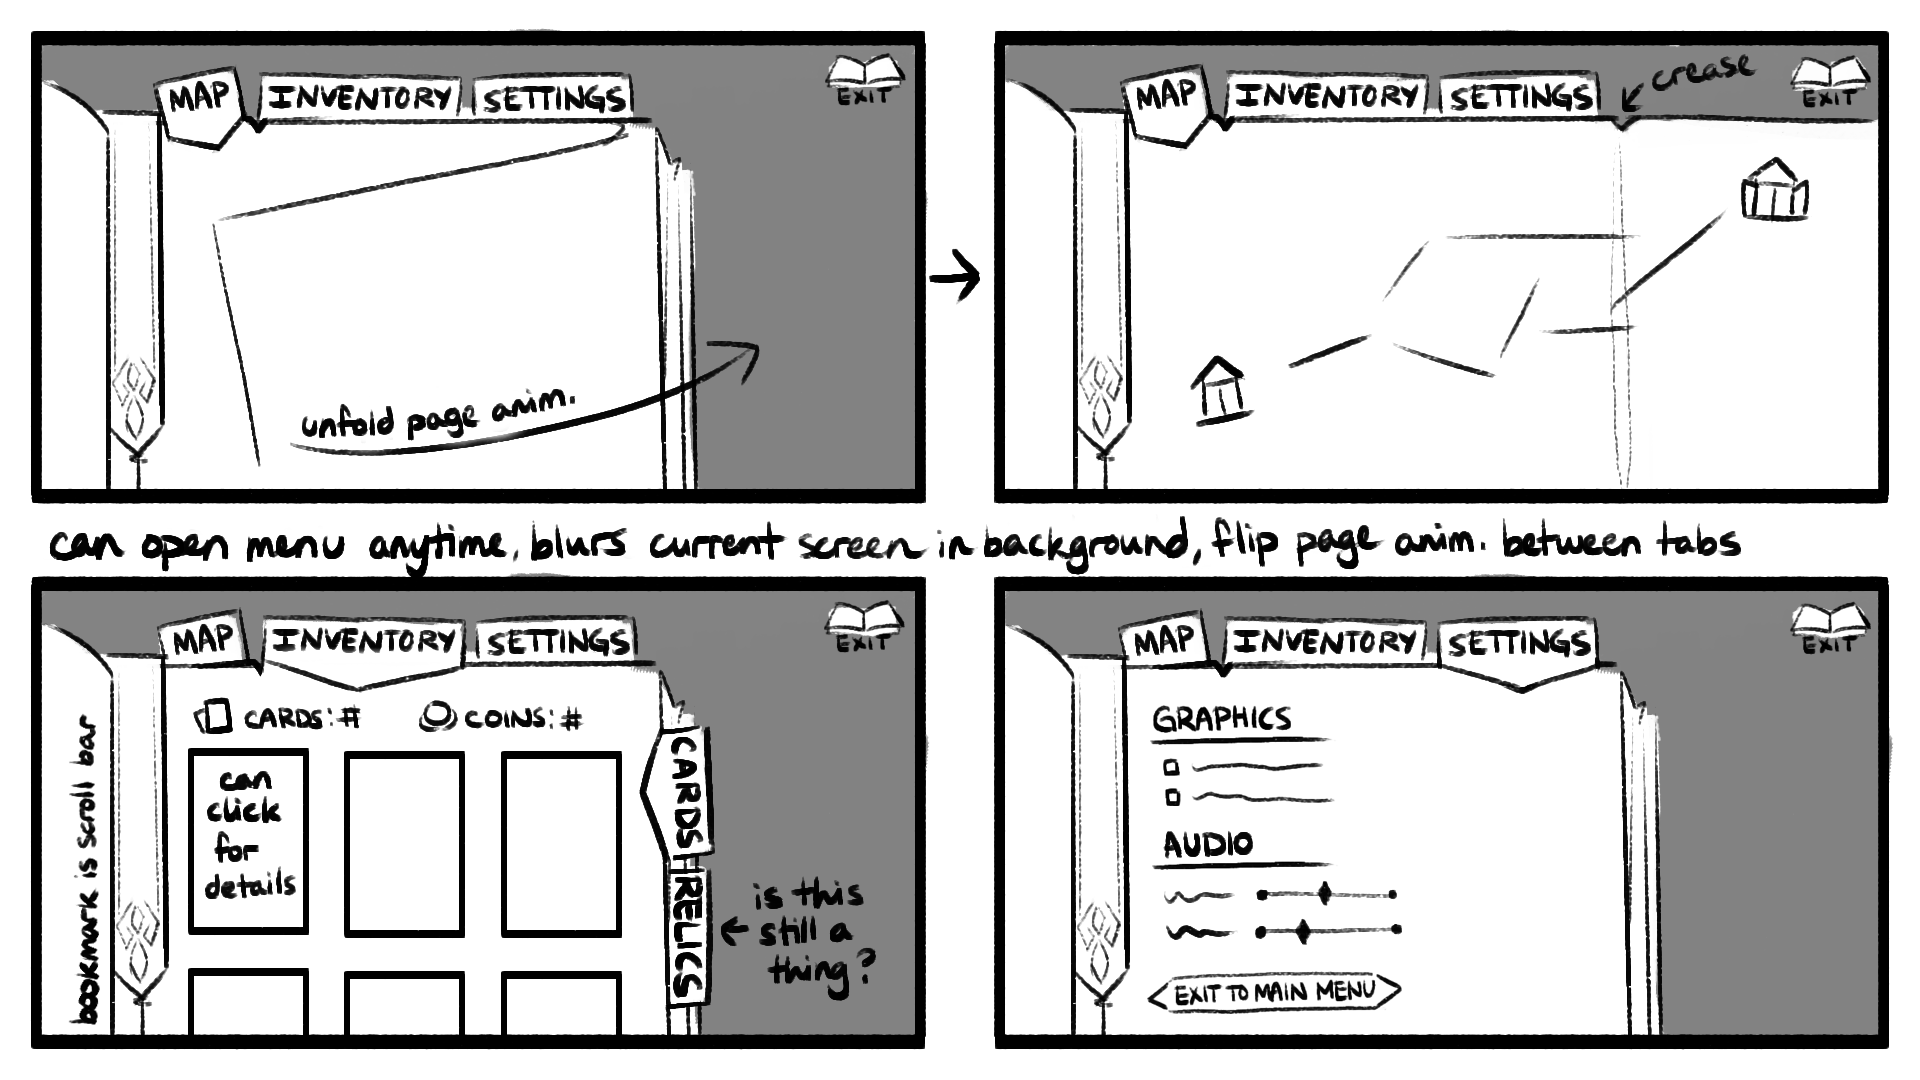 MAP
INVENTORY
SETTINGS
EXIT
unfold page anim.
MAP
INVENTORY
SETTINGS
crease
EXIT
can open menu anytime, blurs current screen in background, flip page anim. between tabs
MAP
INVENTORY
SETTINGS
EXIT
CARDS: #
COINS: #
can
click
for
details
bookmark is scroll bar
CARDS
RELICS
is this
still a
thing?
MAP
INVENTORY
SETTINGS
EXIT
GRAPHICS
AUDIO
EXIT TO MAIN MENU